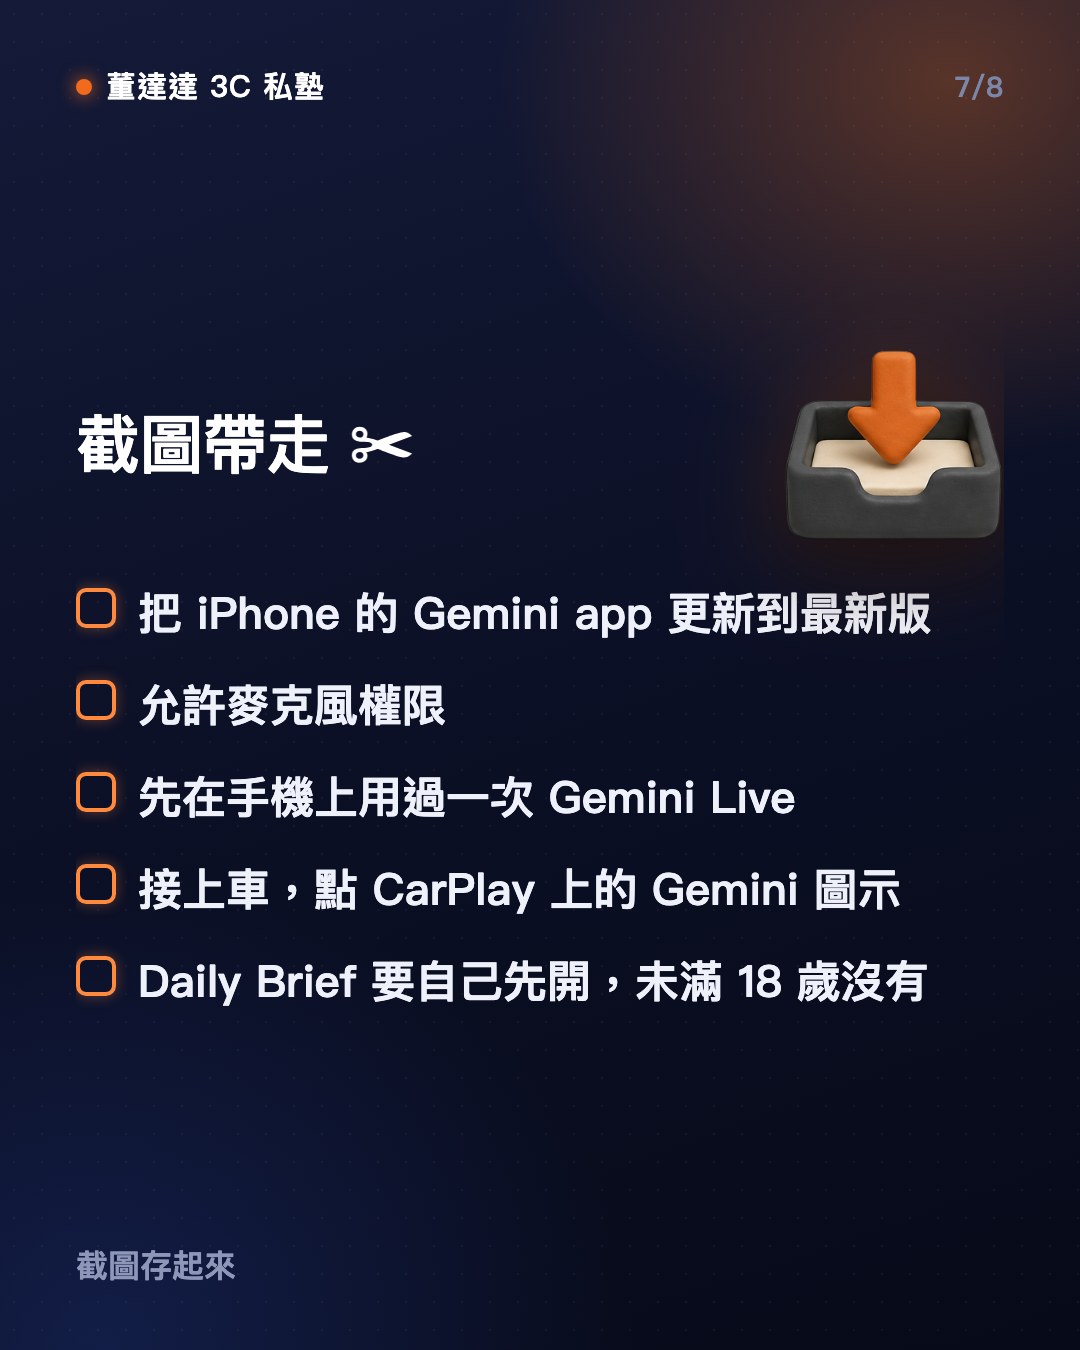 董達達 3C 私塾
7/8
截圖帶走 ✂
把 iPhone 的 Gemini app 更新到最新版
允許麥克風權限
先在手機上用過一次 Gemini Live
接上車，點 CarPlay 上的 Gemini 圖示
Daily Brief 要自己先開，未滿 18 歲沒有
截圖存起來